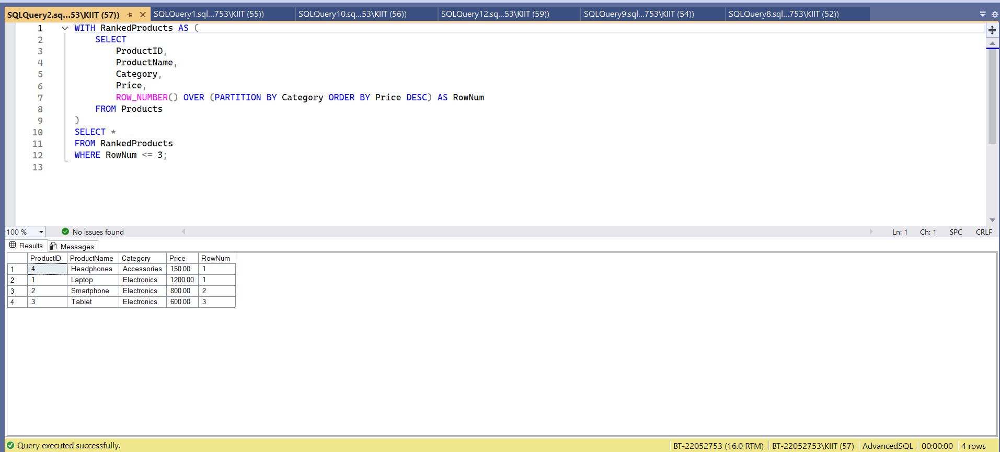 SQLQuery2.sq...53\KIIT (57)) SQLQuery1.sql...753\KIIT (55)) SQLQuery10.sq...53\KIIT (56)) SQLQuery12.sq...53\KIIT (59)) SQLQuery9.sql...753\KIIT (54)) SQLQuery8.sql...753\KIIT (52))
1 WITH RankedProducts AS (
2 SELECT
3 ProductID,
4 ProductName,
5 Category,
6 Price,
7 ROW_NUMBER() OVER (PARTITION BY Category ORDER BY Price DESC) AS RowNum
8 FROM Products
9 )
10 SELECT *
11 FROM RankedProducts
12 WHERE RowNum <= 3;
13
100 % No issues found Ln: 1 Ch: 1 SPC CRLF
Results Messages
ProductID ProductName Category Price RowNum
1 4 Headphones Accessories 150.00 1
2 1 Laptop Electronics 1200.00 1
3 2 Smartphone Electronics 800.00 2
4 3 Tablet Electronics 600.00 3
Query executed successfully. BT-22052753 (16.0 RTM) BT-22052753\KIIT (57) AdvancedSQL 00:00:00 4 rows